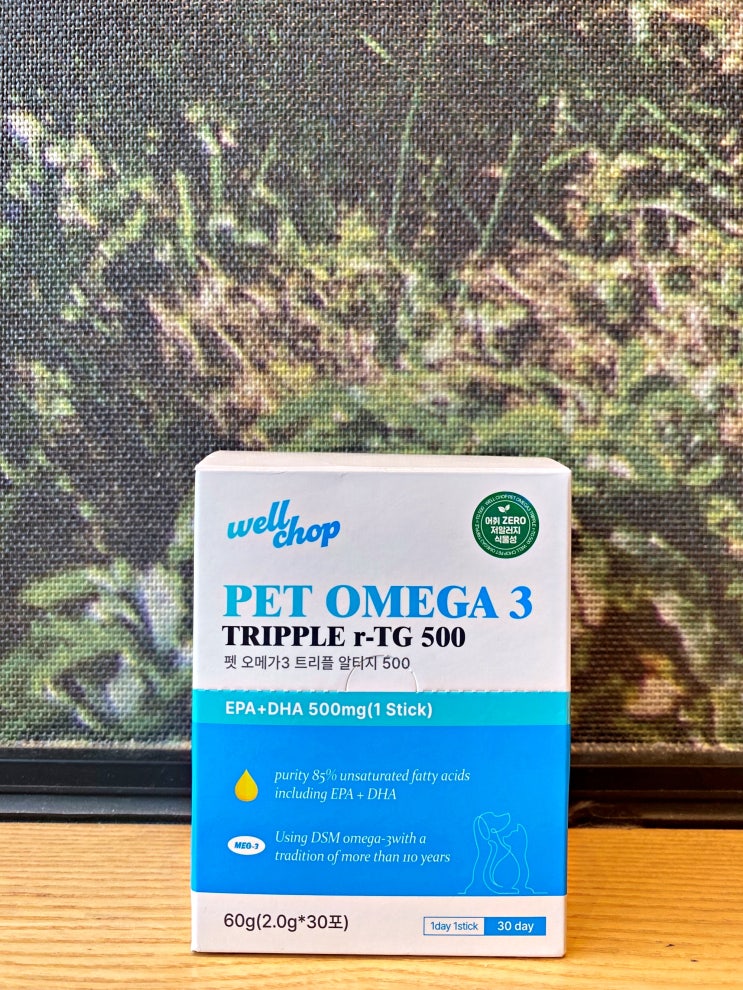 well
chop
어취 ZERO
저알러지
식물성
PET OMEGA 3
TRIPPLE r-TG 500
펫 오메가3 트리플 알티지 500
EPA+DHA 500mg(1 Stick)
purity 85% unsaturated fatty acids
including EPA + DHA
MEG-3
Using DSM omega-3with a
tradition of more than 110 years
60g(2.0g*30포)
1day 1stick
30 day